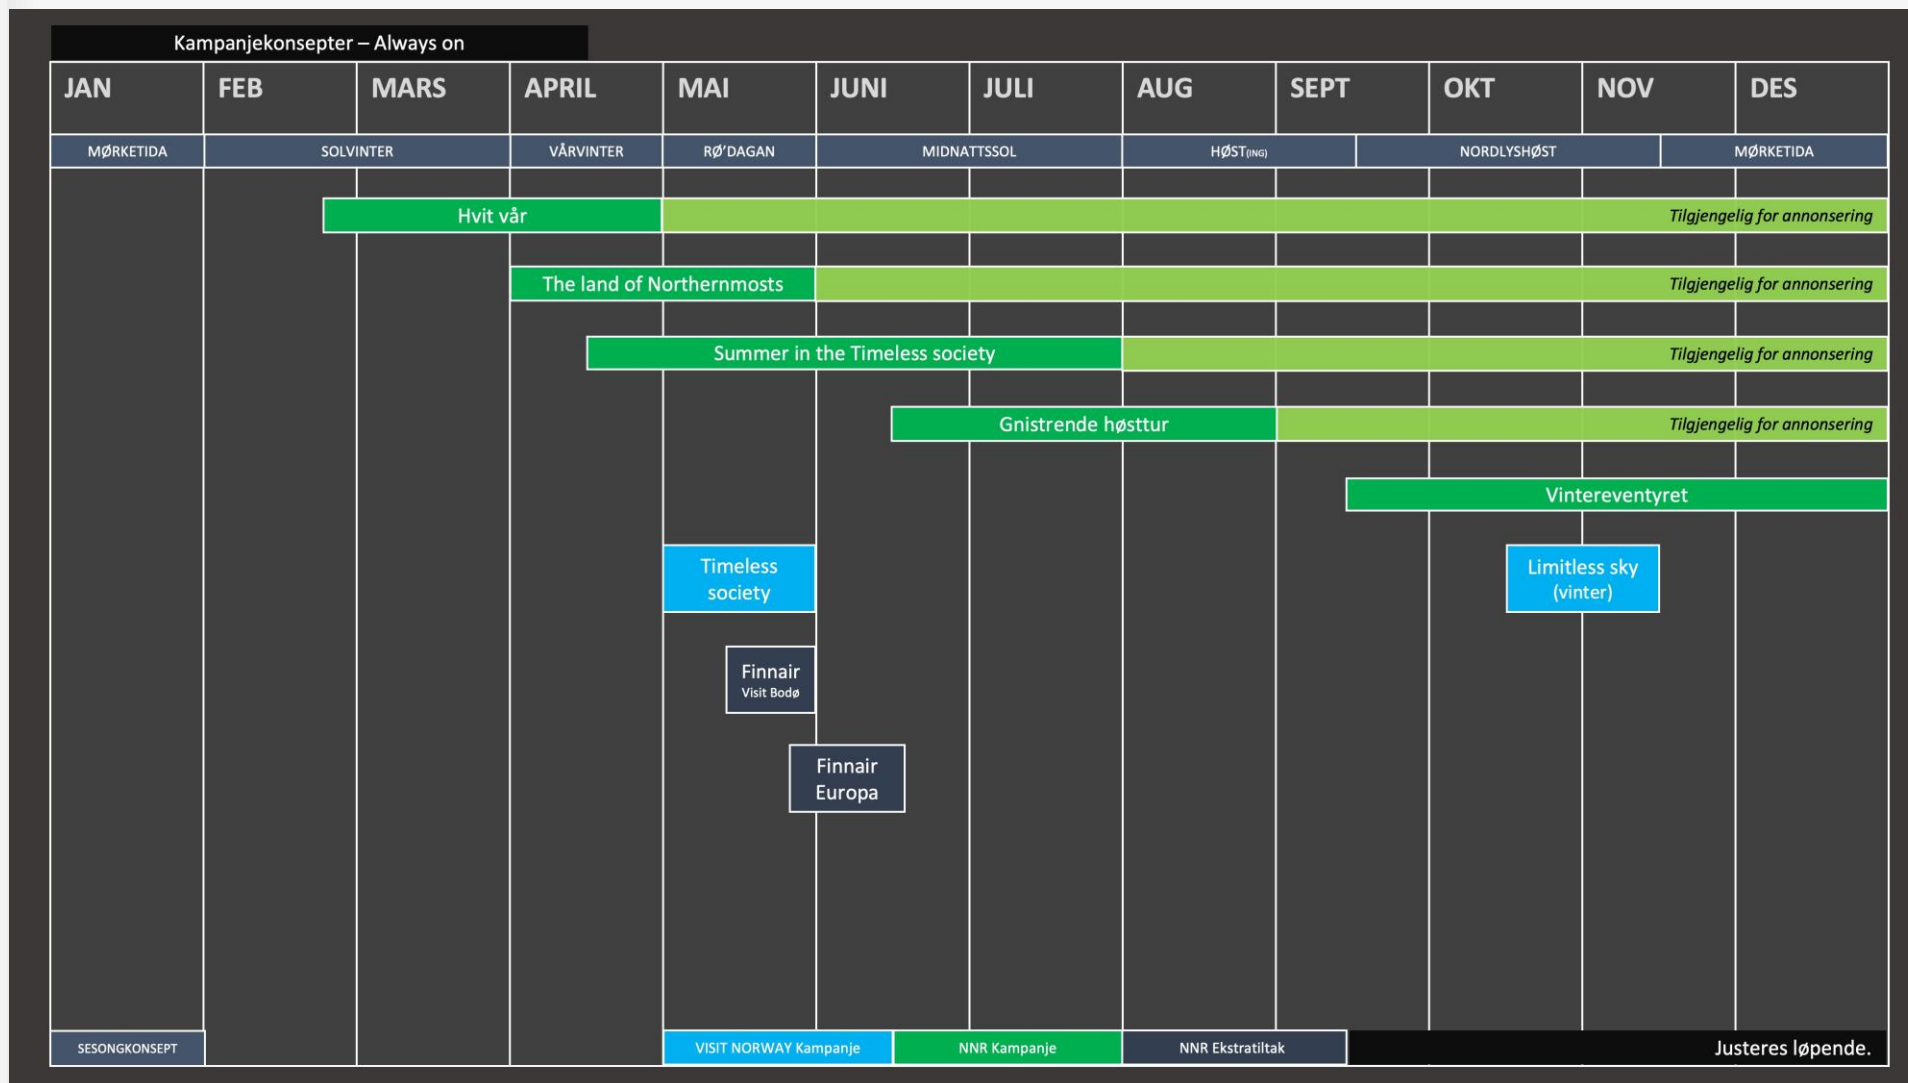 Kampanjekonsepter – Always on
JAN FEB MARS APRIL MAI JUNI JULI AUG SEPT OKT NOV DES
MØRKETIDA SOLVINTER VÅRVINTER RØ'DAGAN MIDNATTSSOL HØST(ING) NORDLYSHØST MØRKETIDA
Hvit vår Tilgjengelig for annonsering
The land of Northernmosts Tilgjengelig for annonsering
Summer in the Timeless society Tilgjengelig for annonsering
Gnistrende høsttur Tilgjengelig for annonsering
Vintereventyret
Timeless
society
Limitless sky
(vinter)
Finnair
Visit Bodø
Finnair
Europa
SESONGKONSEPT VISIT NORWAY Kampanje NNR Kampanje NNR Ekstratiltak Justeres løpende.